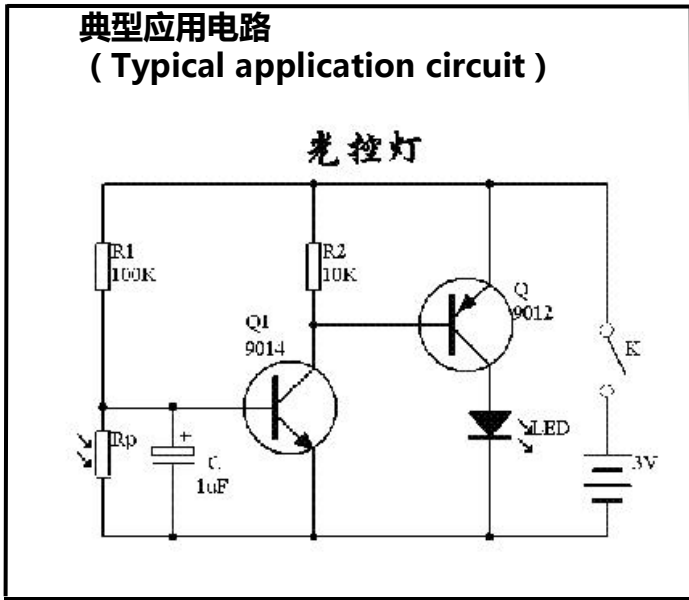 典型应用电路
（Typical application circuit）
光控灯
R1
100K
R2
10K
Q
9012
Q1
9014
K
Rp
C
1uF
LED
3V